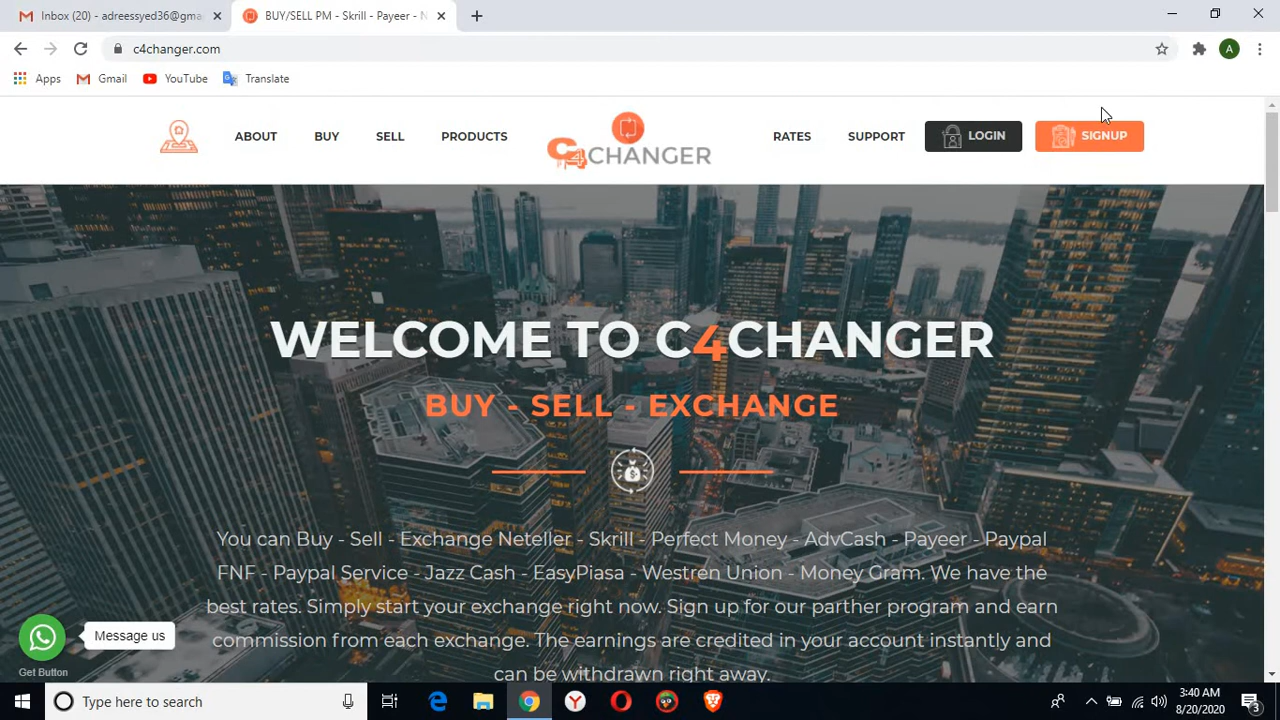 Inbox (20) - adreessyed36@gma
BUY/SELL PM - Skrill - Payeer - N
c4changer.com
A
Apps Gmail YouTube Translate
ABOUT BUY SELL PRODUCTS C4CHANGER RATES SUPPORT LOGIN SIGNUP
WELCOME TO C4CHANGER
BUY - SELL - EXCHANGE
You can Buy - Sell - Exchange Neteller - Skrill - Perfect Money - AdvCash - Payeer - Paypal
FNF - Paypal Service - Jazz Cash - EasyPiasa - Westren Union - Money Gram. We have the
best rates. Simply start your exchange right now. Sign up for our parther program and earn
commission from each exchange. The earnings are credited in your account instantly and
can be withdrawn right away.
Message us
Get Button
Type here to search
3:40 AM
8/20/2020
3